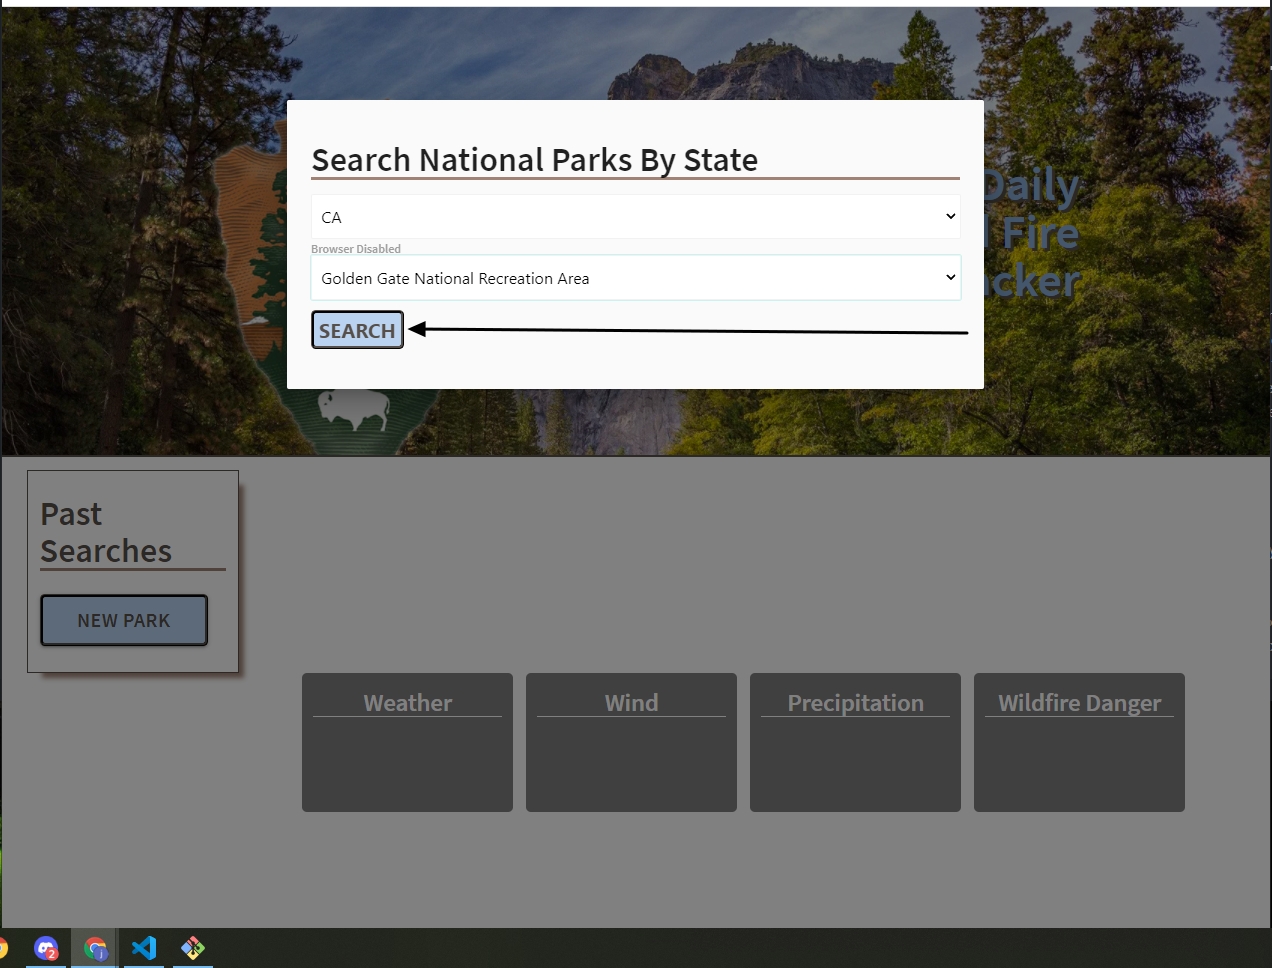 Search National Parks By State
CA
Browser Disabled
Golden Gate National Recreation Area
SEARCH
Daily
Fire
Past
Searches
NEW PARK
Weather
Wind
Precipitation
Wildfire Danger
2
j